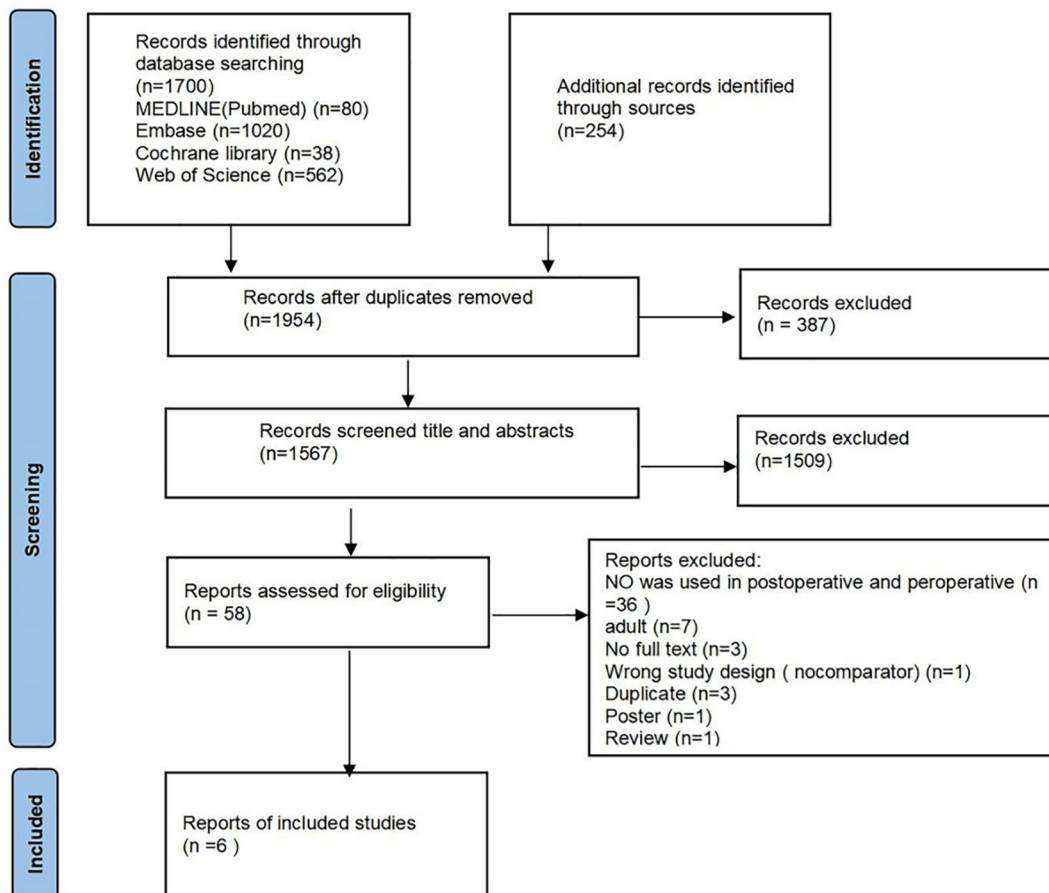 Identification
Records identified through
database searching
(n=1700)
MEDLINE(Pubmed) (n=80)
Embase (n=1020)
Cochrane library (n=38)
Web of Science (n=562)
Additional records identified
through sources
(n=254)
Screening
Records after duplicates removed
(n=1954)
Records excluded
(n = 387)
Records screened title and abstracts
(n=1567)
Records excluded
(n=1509)
Reports assessed for eligibility
(n = 58)
Reports excluded:
NO was used in postoperative and peroperative (n
=36 )
adult (n=7)
No full text (n=3)
Wrong study design ( nocomparator) (n=1)
Duplicate (n=3)
Poster (n=1)
Review (n=1)
Included
Reports of included studies
(n =6 )